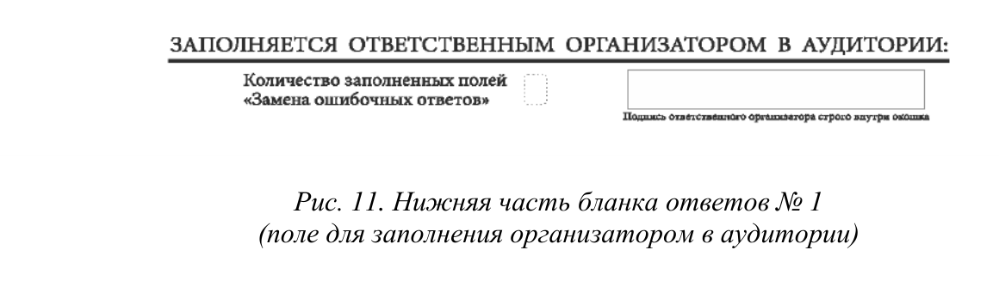 ЗАПОЛНЯЕТСЯ ОТВЕТСТВЕННЫМ ОРГАНИЗАТОРОМ В АУДИТОРИИ:
Количество заполненных полей
«Замена ошибочных ответов»
Подпись ответственного организатора строго внутри окошка
Рис. 11. Нижняя часть бланка ответов № 1
(поле для заполнения организатором в аудитории)